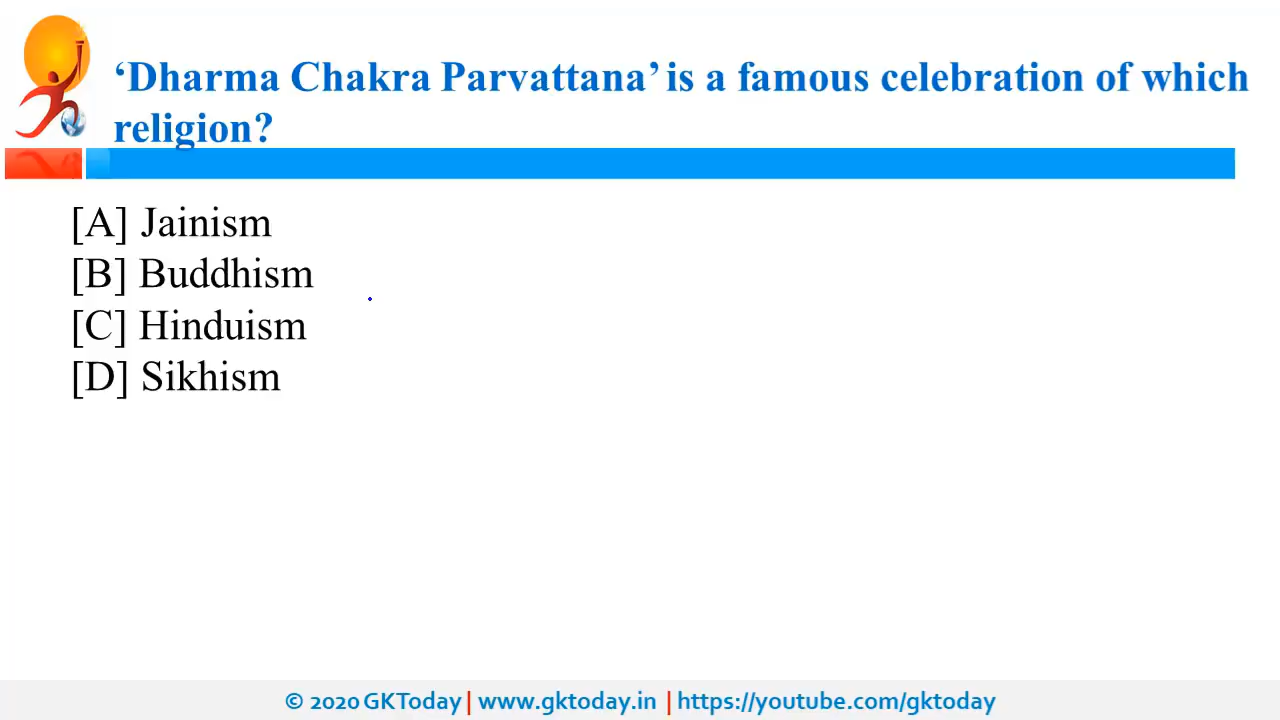 ‘Dharma Chakra Parvattana’ is a famous celebration of which
religion?
[A] Jainism
[B] Buddhism
[C] Hinduism
[D] Sikhism
© 2020 GKToday | www.gktoday.in | https://youtube.com/gktoday